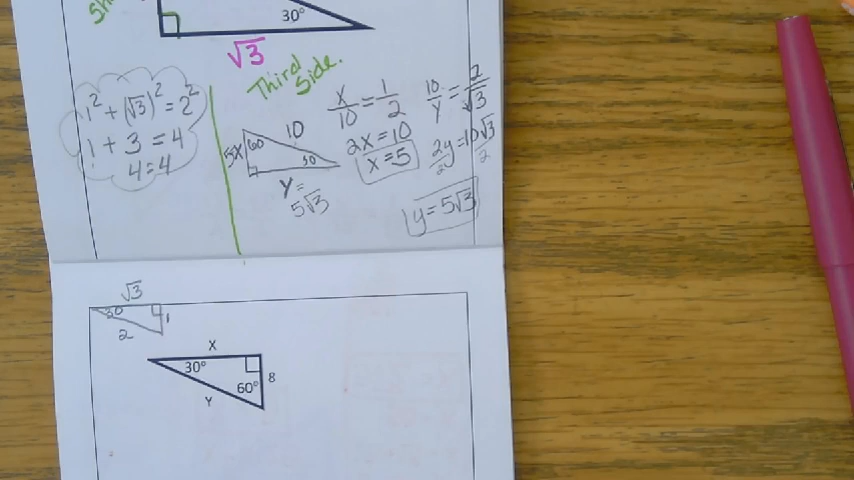 30°
√3
Third
Side.
1² + (√3)² = 2²
1 + 3 = 4
4 = 4
60
10
5X
30
Y =
5√3
x/10 = 1/2
2x = 10
x = 5
10/y = 2/√3
2y/2 = 10√3/2
y = 5√3
√3
30
1
2
X
30°
60°
8
Y